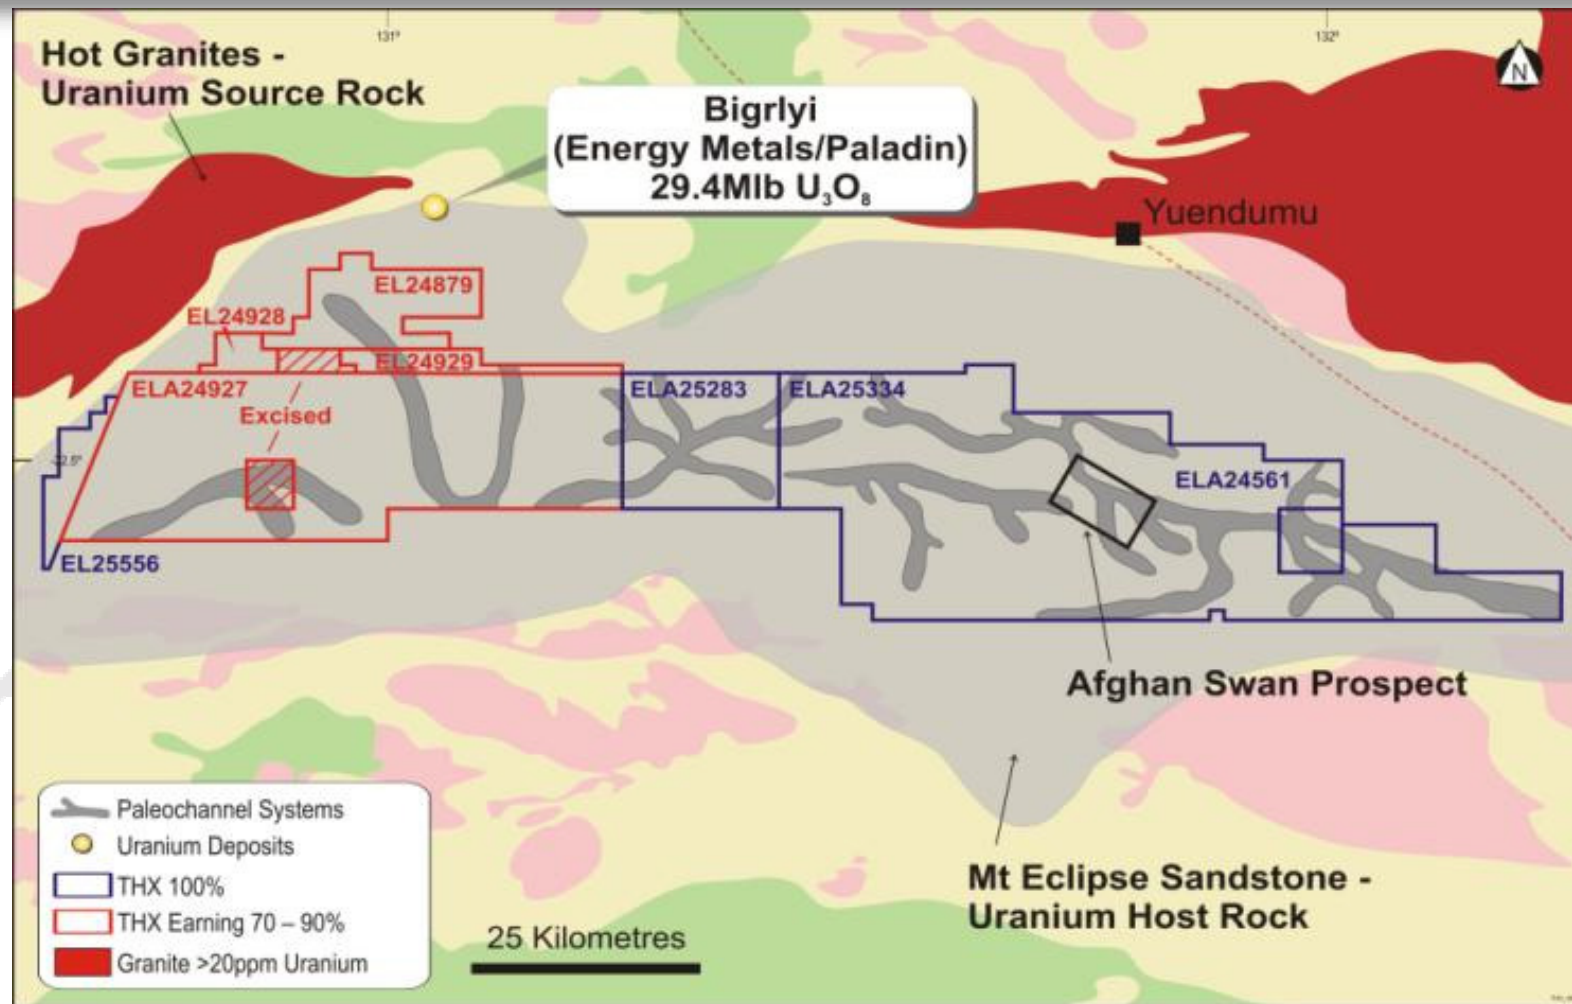 131°
132°
Hot Granites -
Uranium Source Rock
N
Bigrlyi
(Energy Metals/Paladin)
29.4Mlb U₃O₈
Yuendumu
EL24879
EL24928
EL24929
ELA24927
ELA25283
ELA25334
Excised
ELA24561
EL25556
Afghan Swan Prospect
Mt Eclipse Sandstone -
Uranium Host Rock
Paleochannel Systems
Uranium Deposits
THX 100%
THX Earning 70 – 90%
Granite >20ppm Uranium
25 Kilometres